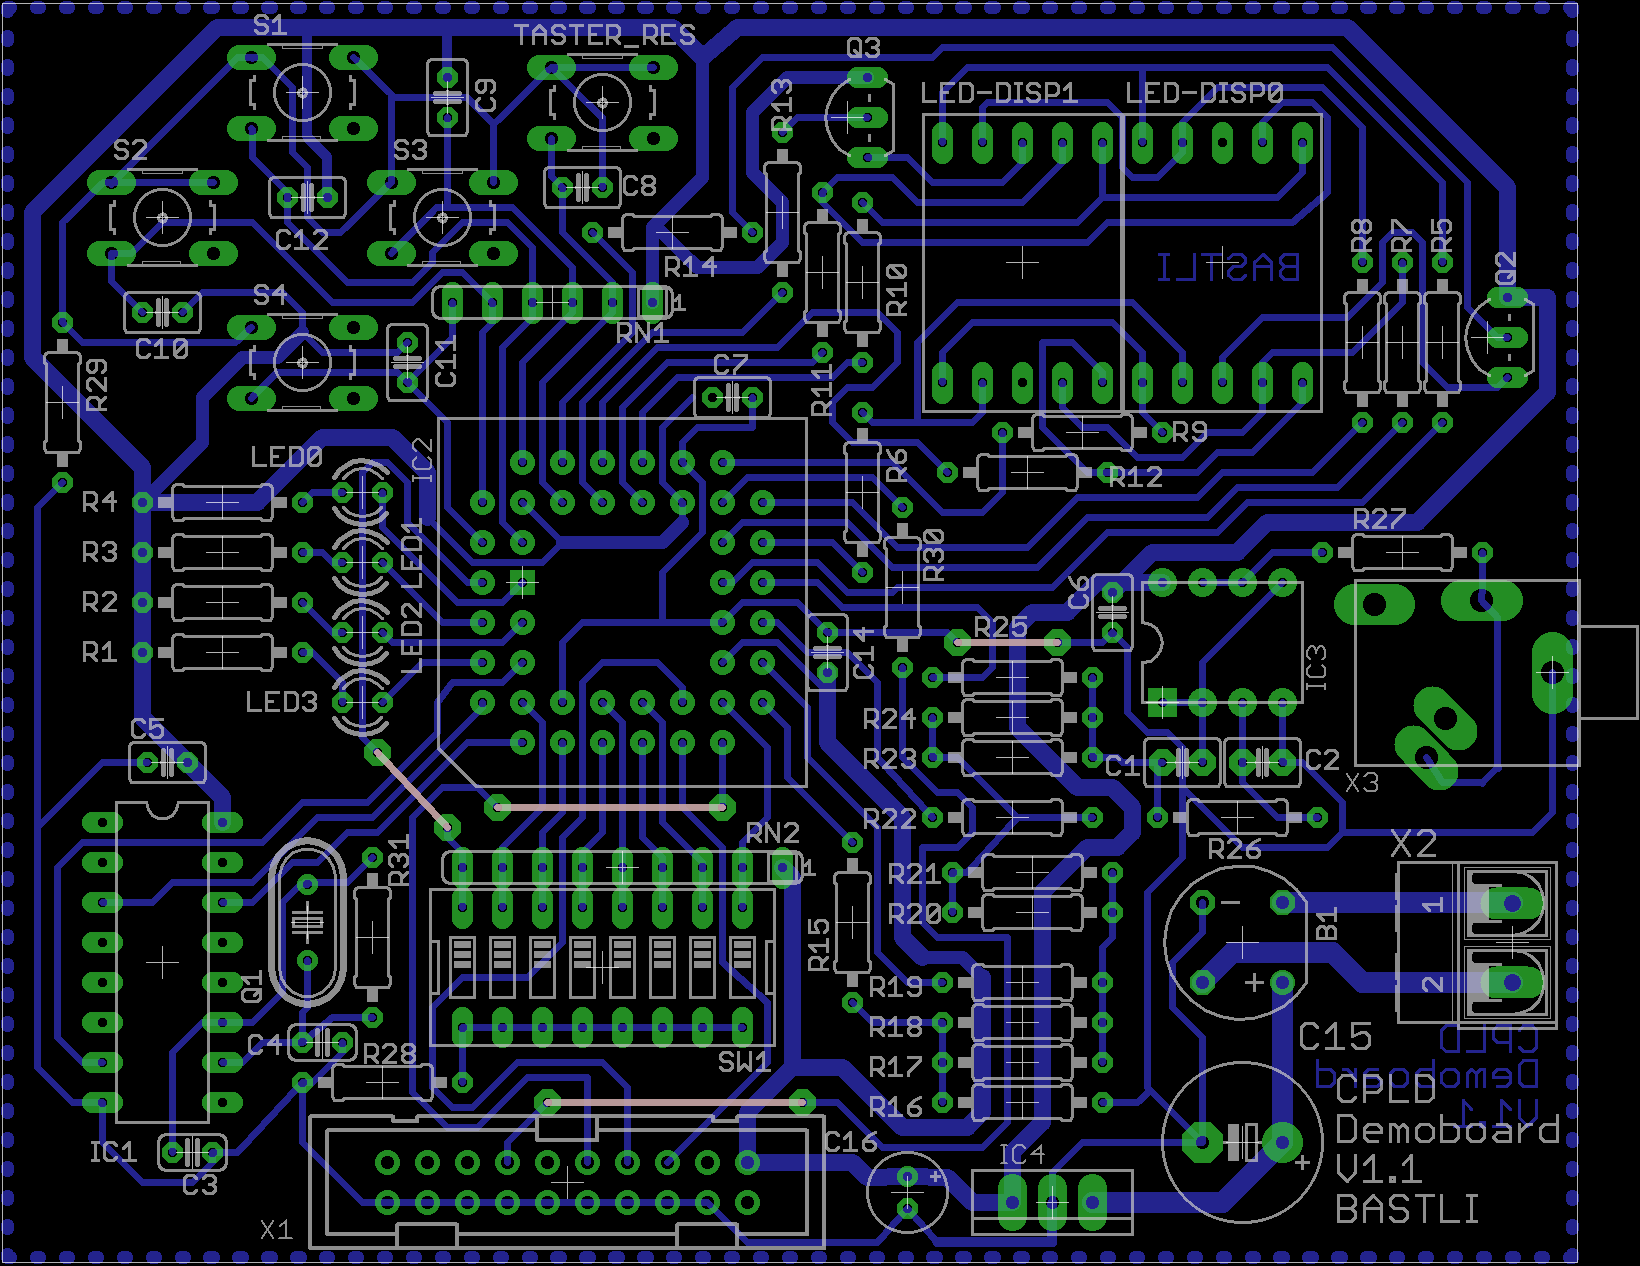 S1
TASTER_RES
Q3
LED-DISP1
LED-DISP0
C9
R13
S2
S3
C8
R8
R7
R5
C12
R14
BASTLI
Q2
R10
S4
1
RN1
C10
C11
C7
R29
R11
R9
LED0
IC2
R6
R12
R4
R27
LED1
R30
R3
C6
R2
LED2
R25
R1
C14
IC3
LED3
R24
C5
R23
C1
C2
X3
R22
RN2
R26
X2
R31
1
R21
-
1
R20
B1
R15
Q1
R19
+
2
C4
R18
C15
CPLD
R28
SW1
R17
Demoboard
CPLD
R16
V1.1
Demoboard
IC1
C16
IC4
V1.1
C3
+
+
BASTLI
X1